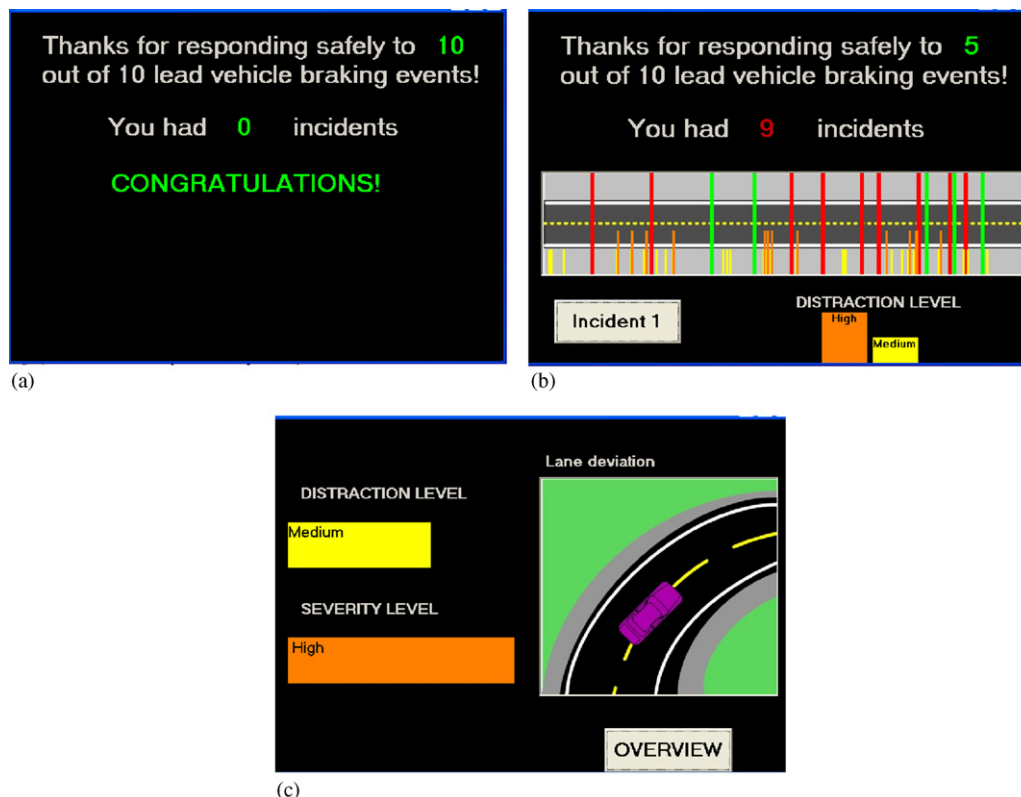 Thanks for responding safely to 10
out of 10 lead vehicle braking events!
You had 0 incidents
CONGRATULATIONS!
(a)
Thanks for responding safely to 5
out of 10 lead vehicle braking events!
You had 9 incidents
Incident 1
DISTRACTION LEVEL
High
Medium
(b)
DISTRACTION LEVEL
Medium
SEVERITY LEVEL
High
Lane deviation
OVERVIEW
(c)